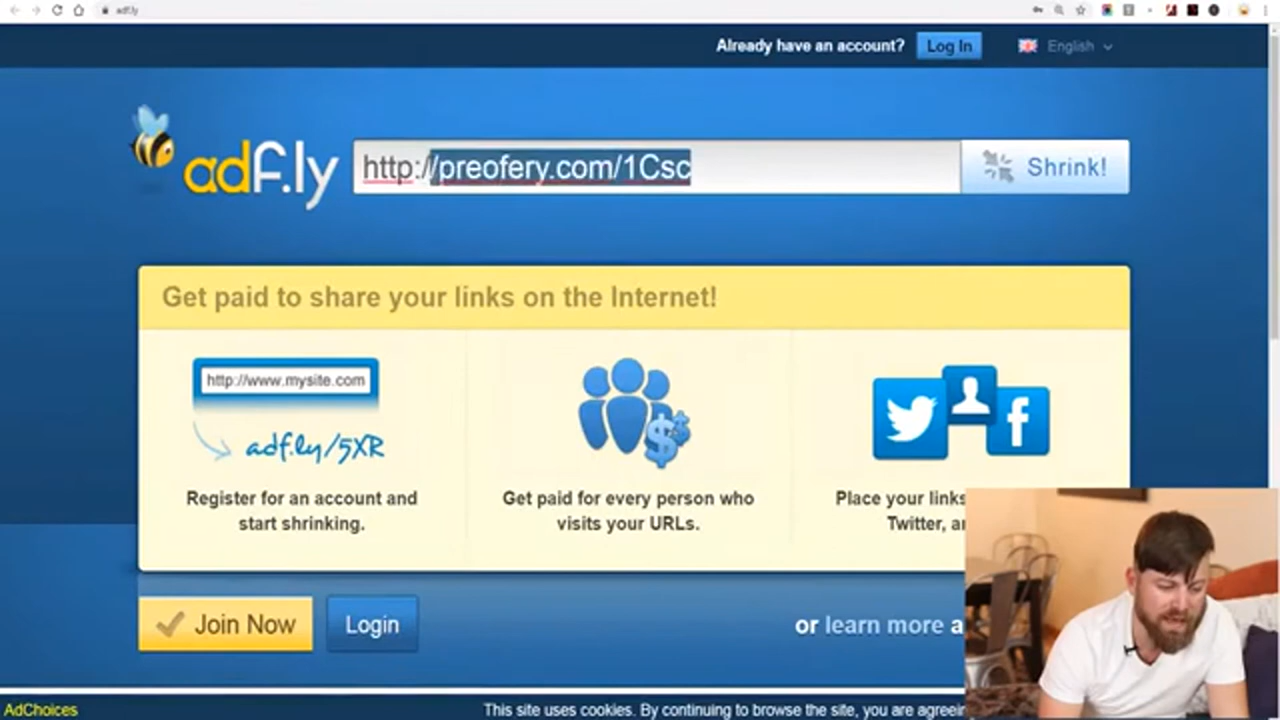 adf.ly
Already have an account? Log In English
adf.ly http://preofery.com/1Csc Shrink!
Get paid to share your links on the Internet!
http://www.mysite.com
adf.ly/5XR
Register for an account and
start shrinking.
Get paid for every person who
visits your URLs.
Place your links
Twitter, a
Join Now
Login
or learn more a
AdChoices
This site uses cookies. By continuing to browse the site, you are agreein